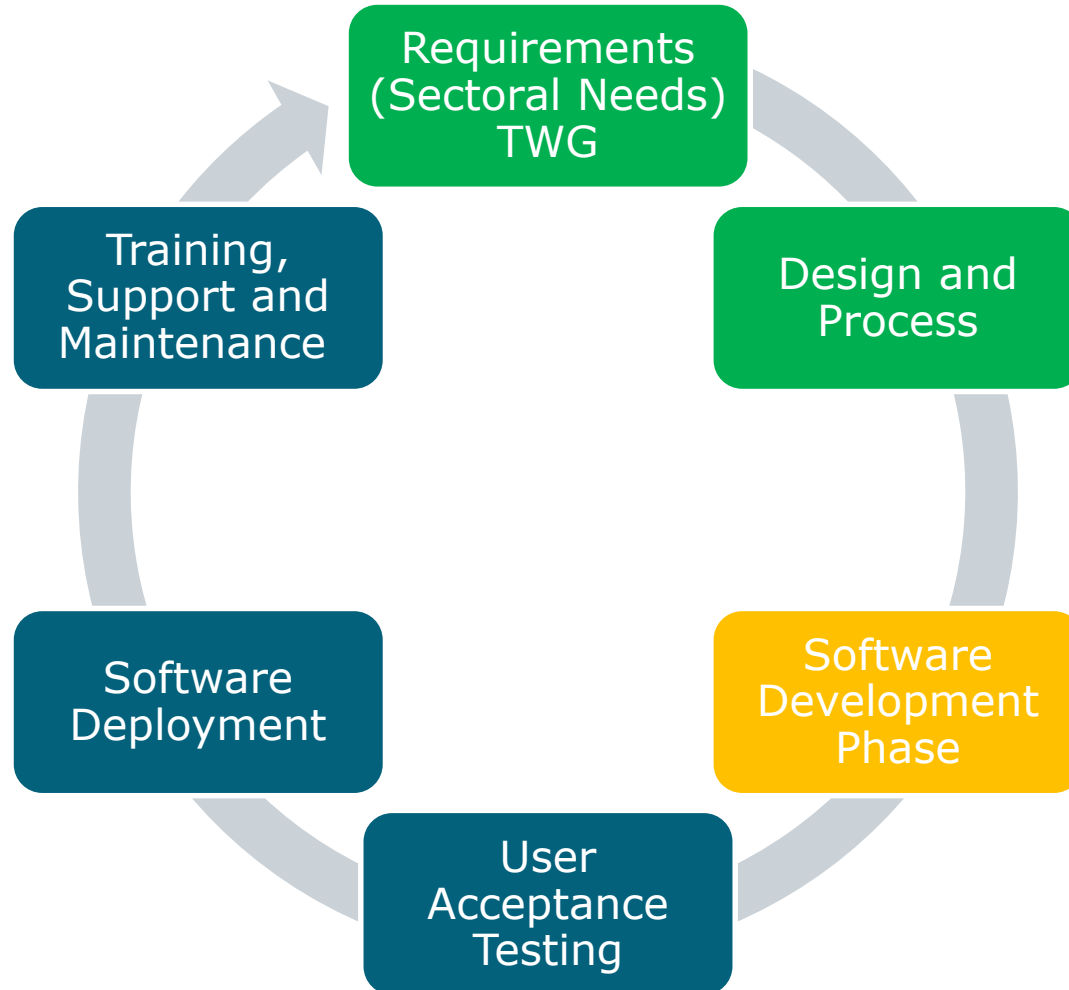 Requirements
(Sectoral Needs)
TWG
Design and
Process
Software
Development
Phase
User
Acceptance
Testing
Software
Deployment
Training,
Support and
Maintenance